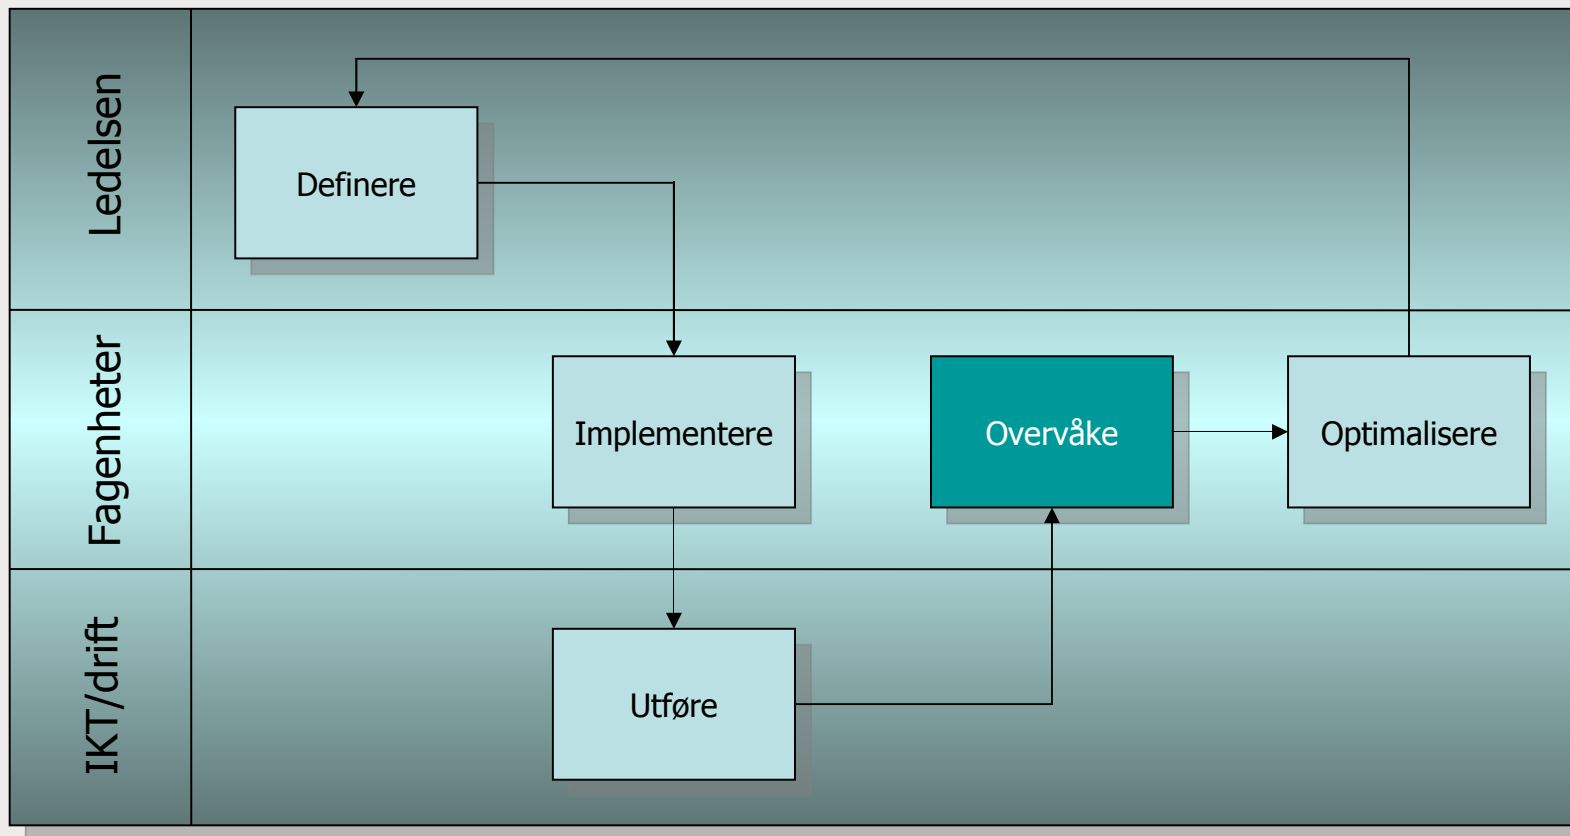 Ledelsen
Definere
Fagenheter
Implementere
Overvåke
Optimalisere
IKT/drift
Utføre